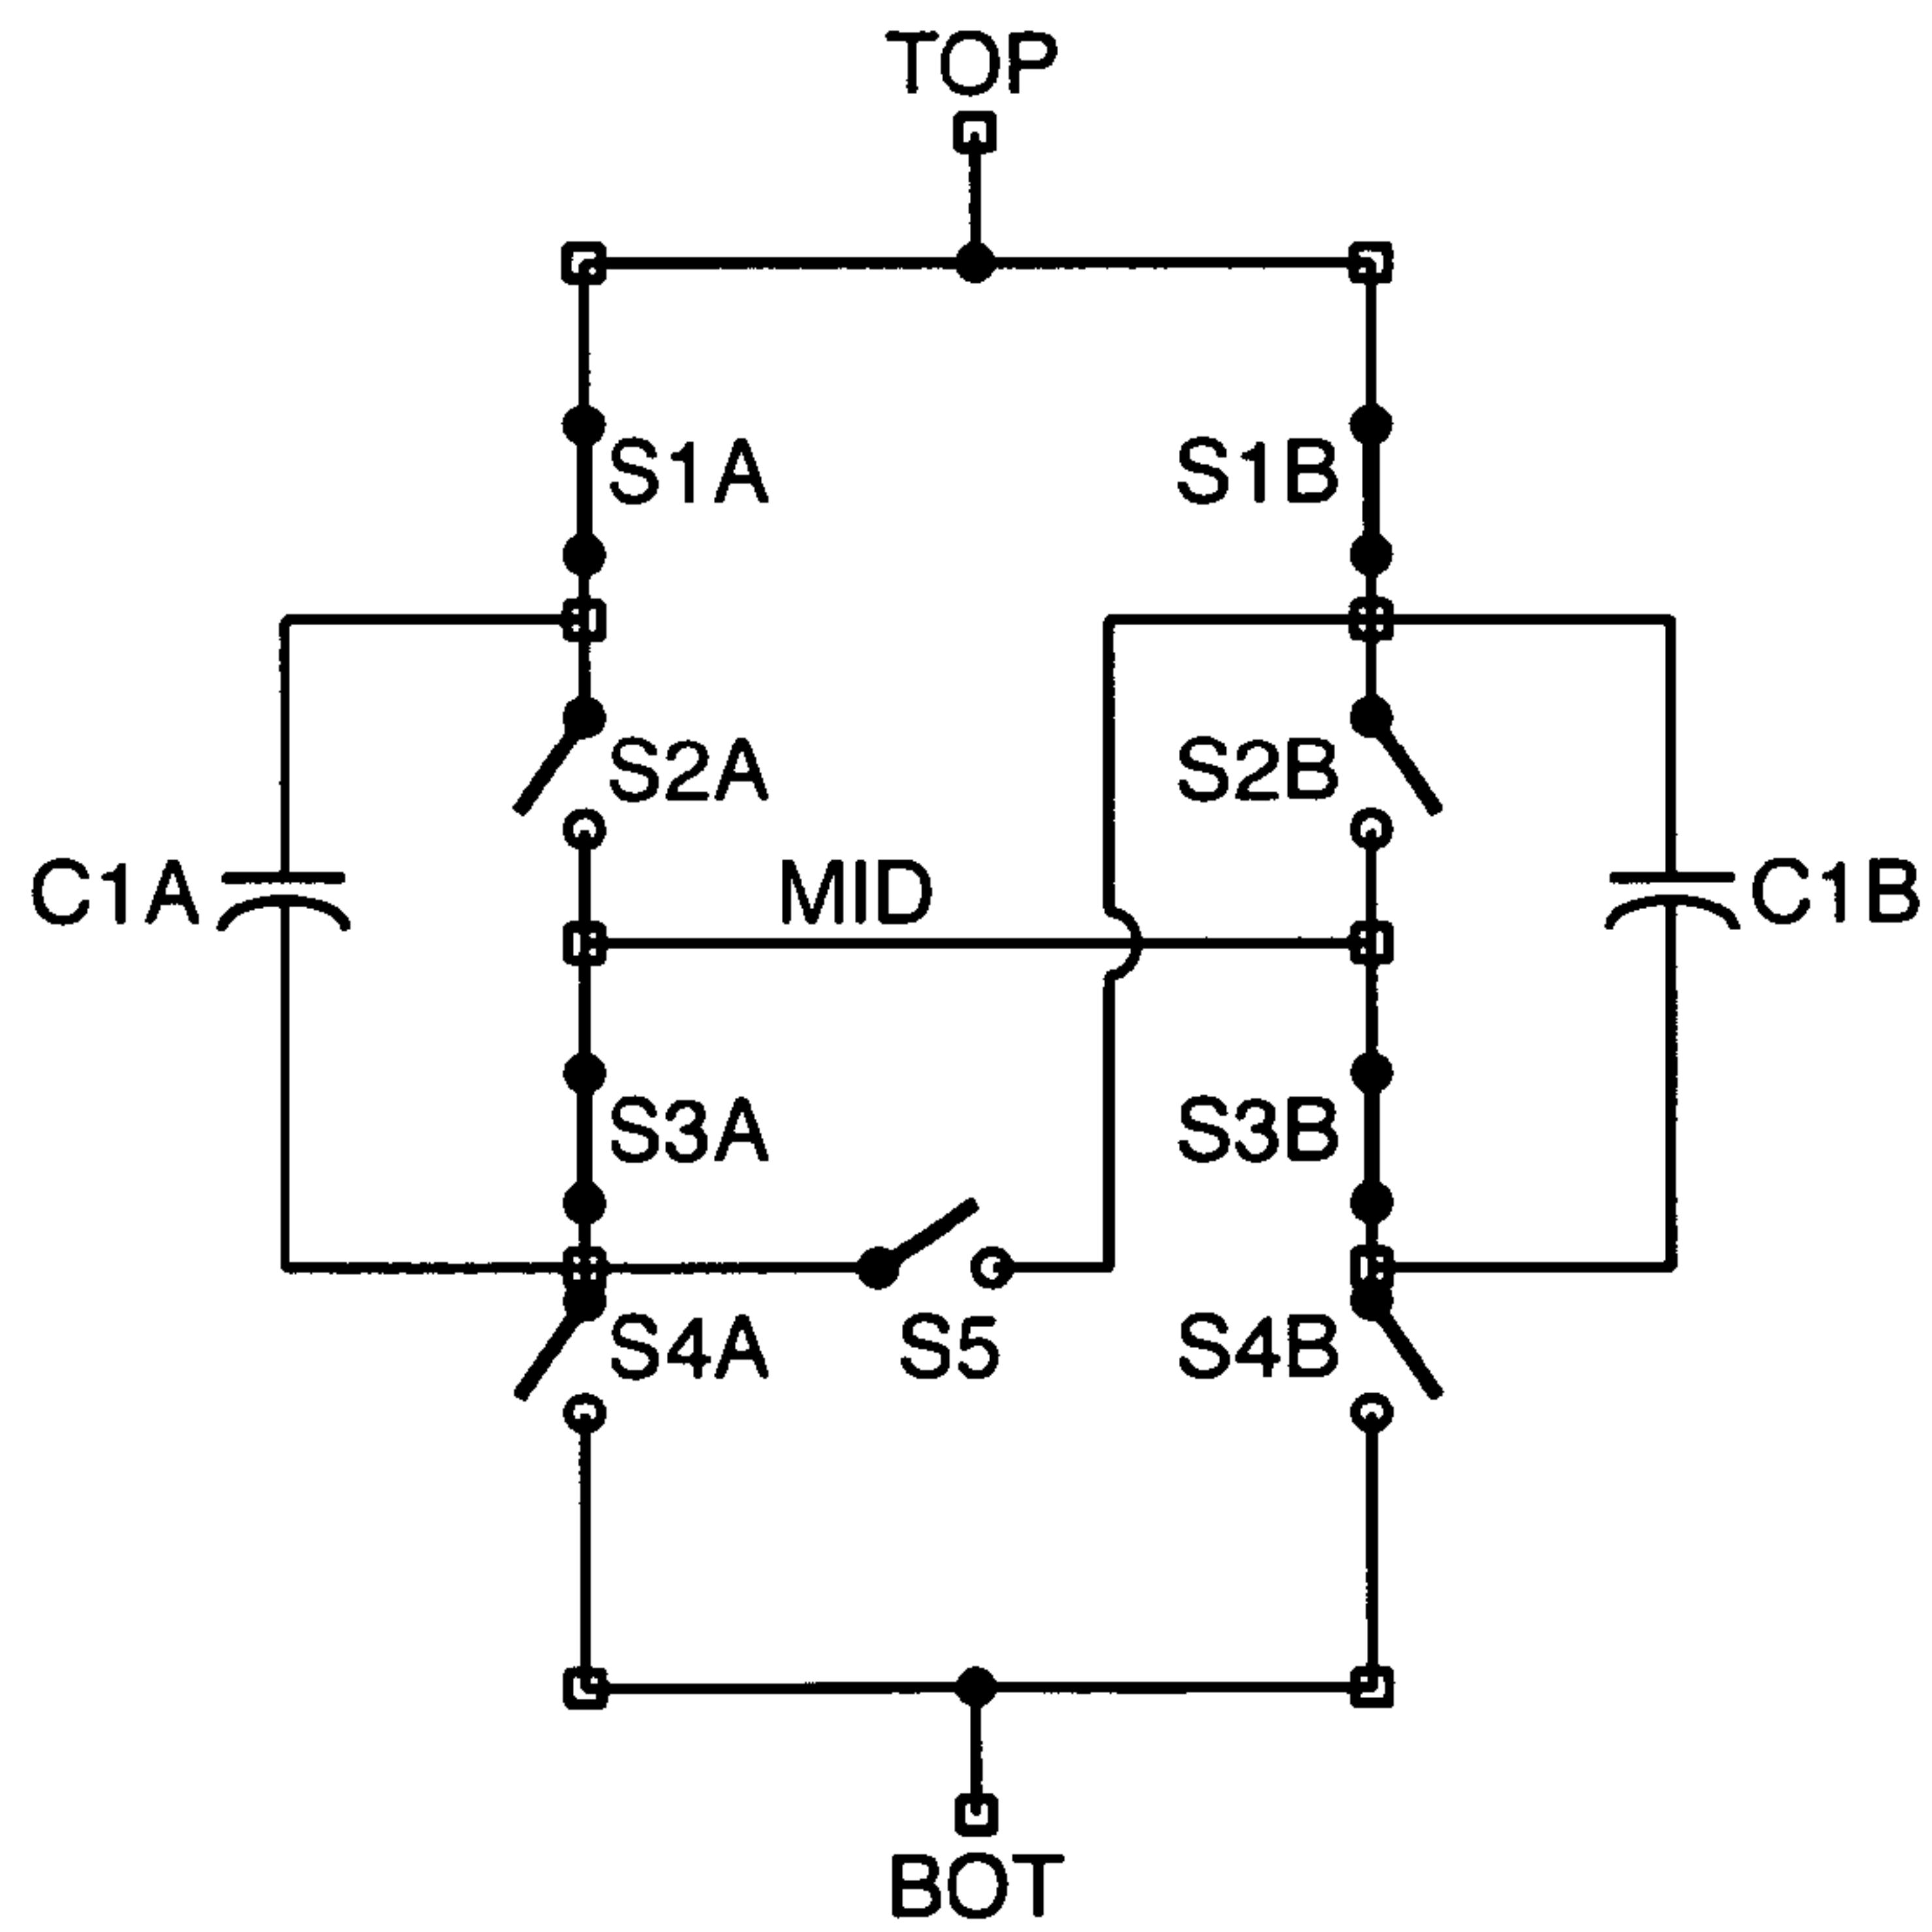 TOP
S1A S1B
S2A S2B
C1A MID C1B
S3A S3B
S4A S5 S4B
BOT